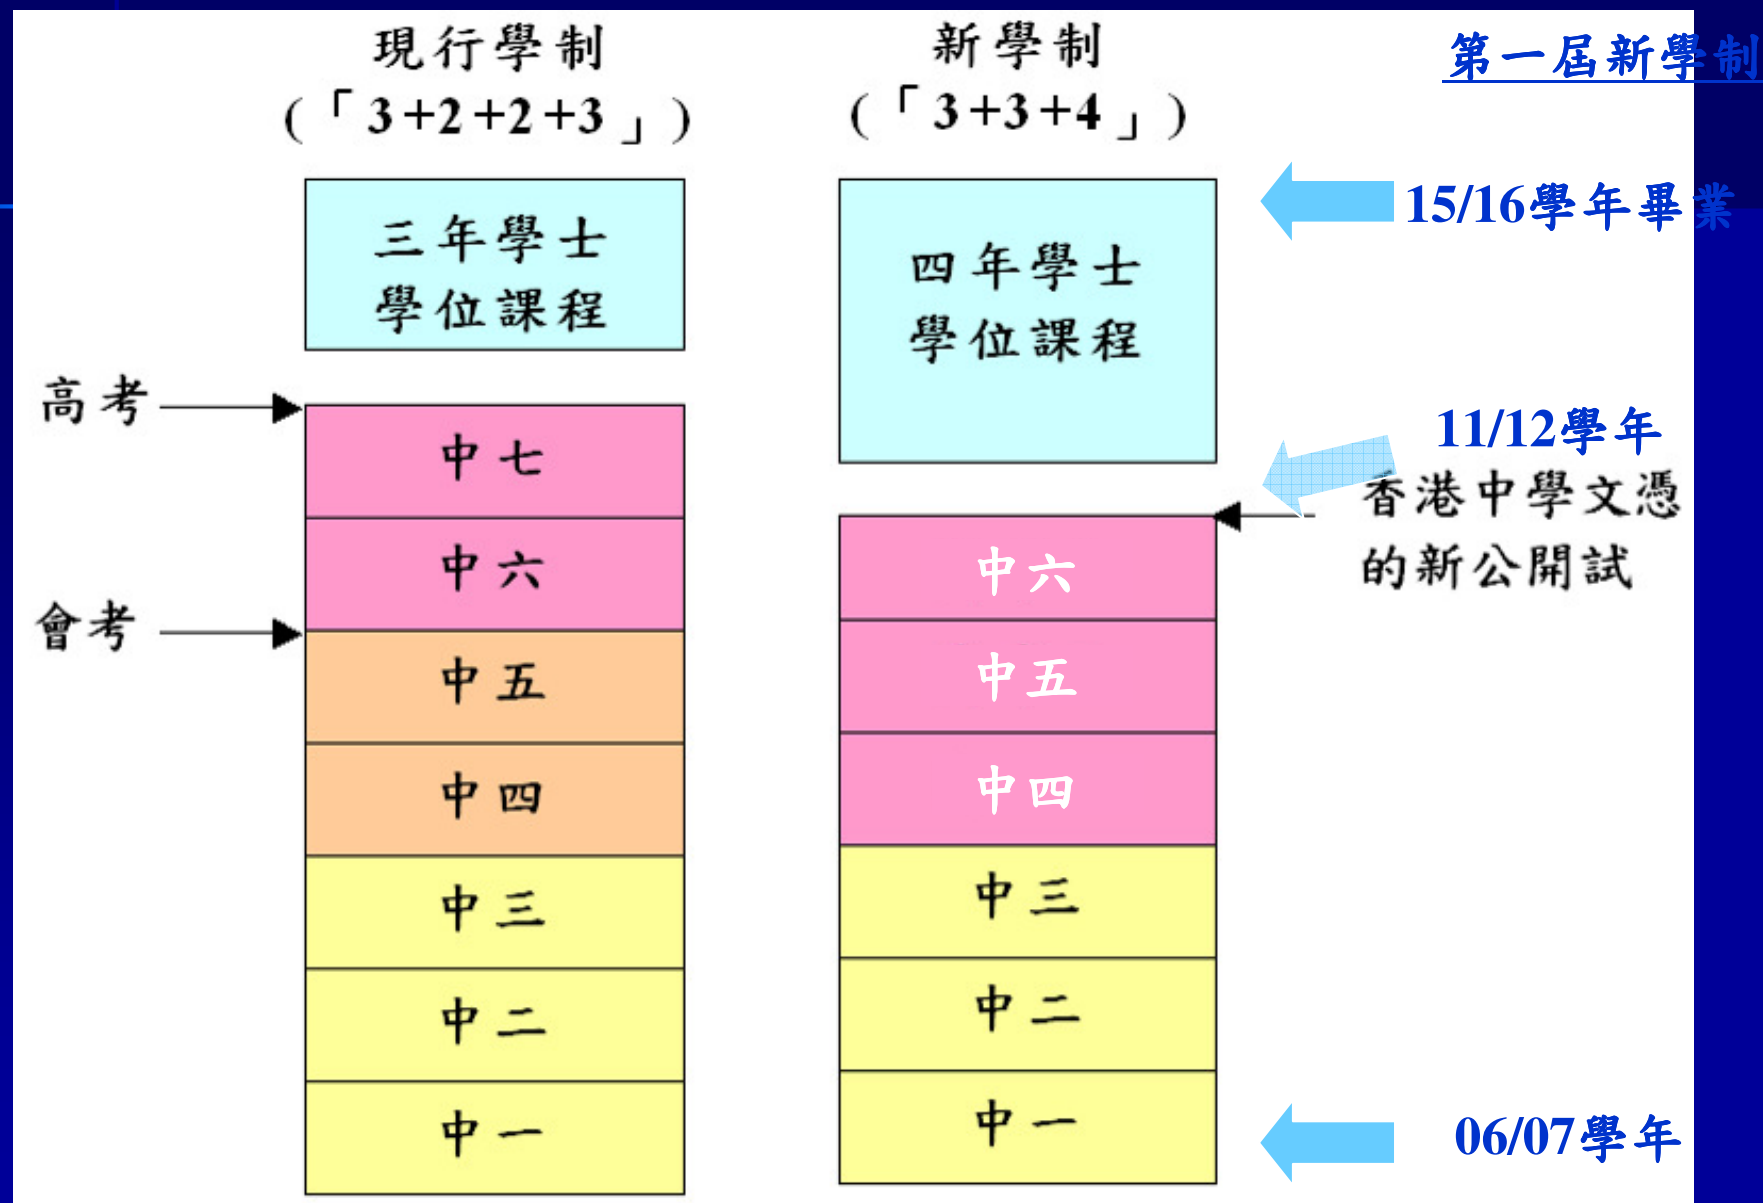 現行學制
(「3+2+2+3」)
三年學士
學位課程
高考
中七
中六
會考
中五
中四
中三
中二
中一
新學制
(「3+3+4」)
四年學士
學位課程
中六
中五
中四
中三
中二
中一
第一屆新學制
15/16學年畢業
11/12學年
香港中學文憑
的新公開試
06/07學年